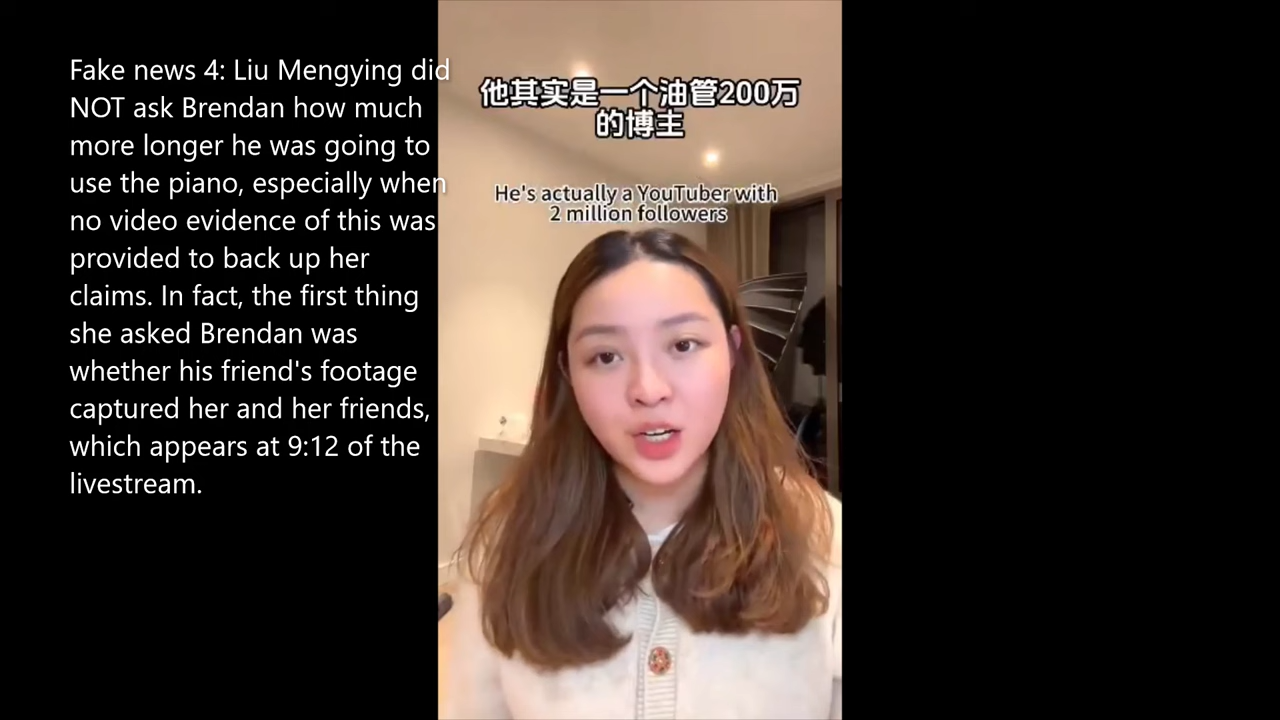 Fake news 4: Liu Mengying did
NOT ask Brendan how much
more longer he was going to
use the piano, especially when
no video evidence of this was
provided to back up her
claims. In fact, the first thing
she asked Brendan was
whether his friend's footage
captured her and her friends,
which appears at 9:12 of the
livestream.
他其实是一个油管200万
的博主
He's actually a YouTuber with
2 million followers